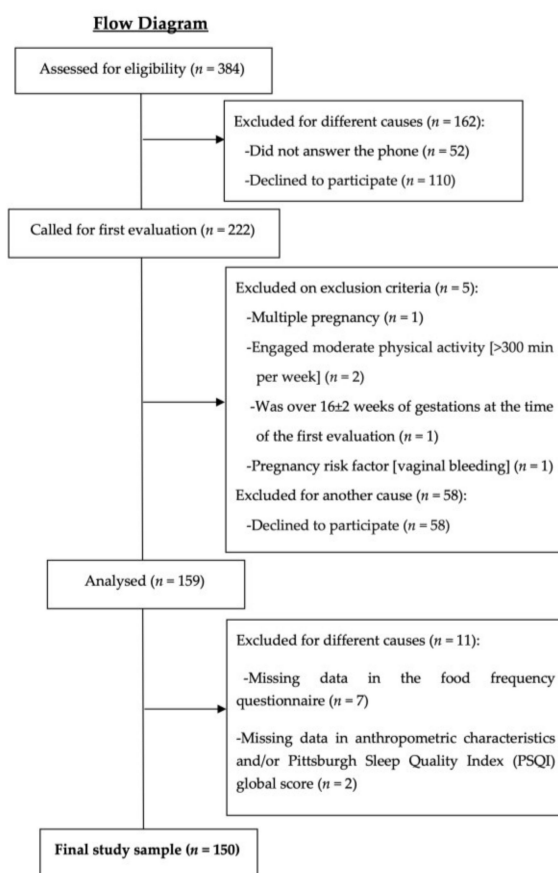 Flow Diagram
Assessed for eligibility (n = 384)
Excluded for different causes (n = 162):
-Did not answer the phone (n = 52)
-Declined to participate (n = 110)
Called for first evaluation (n = 222)
Excluded on exclusion criteria (n = 5):
-Multiple pregnancy (n = 1)
-Engaged moderate physical activity [>300 min
per week] (n = 2)
-Was over 16±2 weeks of gestations at the time
of the first evaluation (n = 1)
-Pregnancy risk factor [vaginal bleeding] (n = 1)
Excluded for another cause (n = 58):
-Declined to participate (n = 58)
Analysed (n = 159)
Excluded for different causes (n = 11):
-Missing data in the food frequency
questionnaire (n = 7)
-Missing data in anthropometric characteristics
and/or Pittsburgh Sleep Quality Index (PSQI)
global score (n = 2)
Final study sample (n = 150)